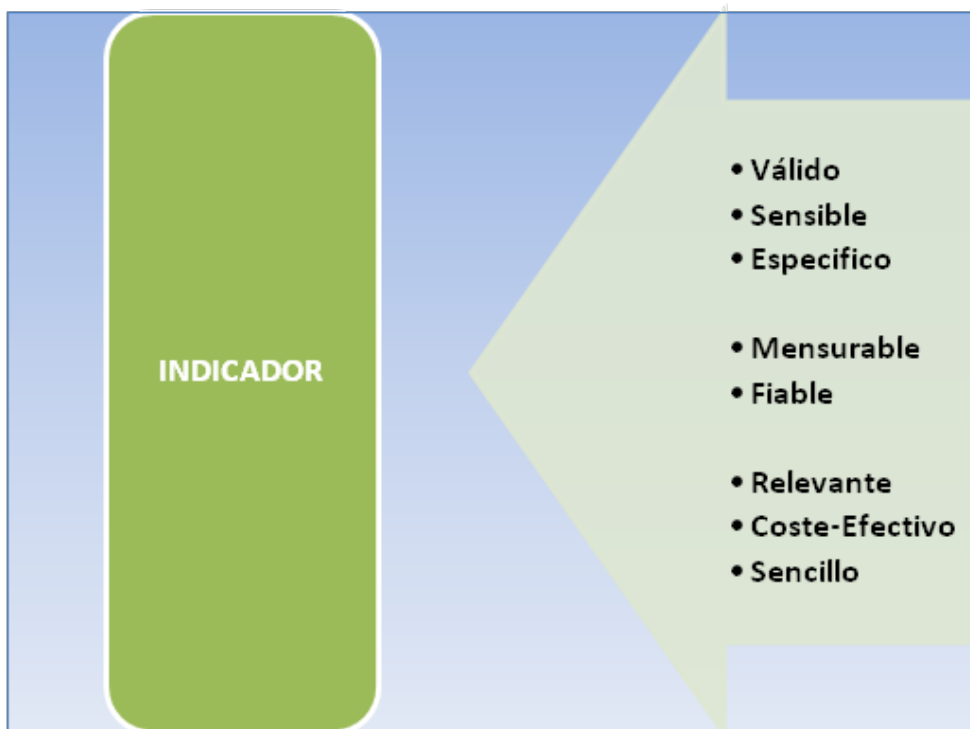 INDICADOR
• Válido
• Sensible
• Especifico
• Mensurable
• Fiable
• Relevante
• Coste-Efectivo
• Sencillo